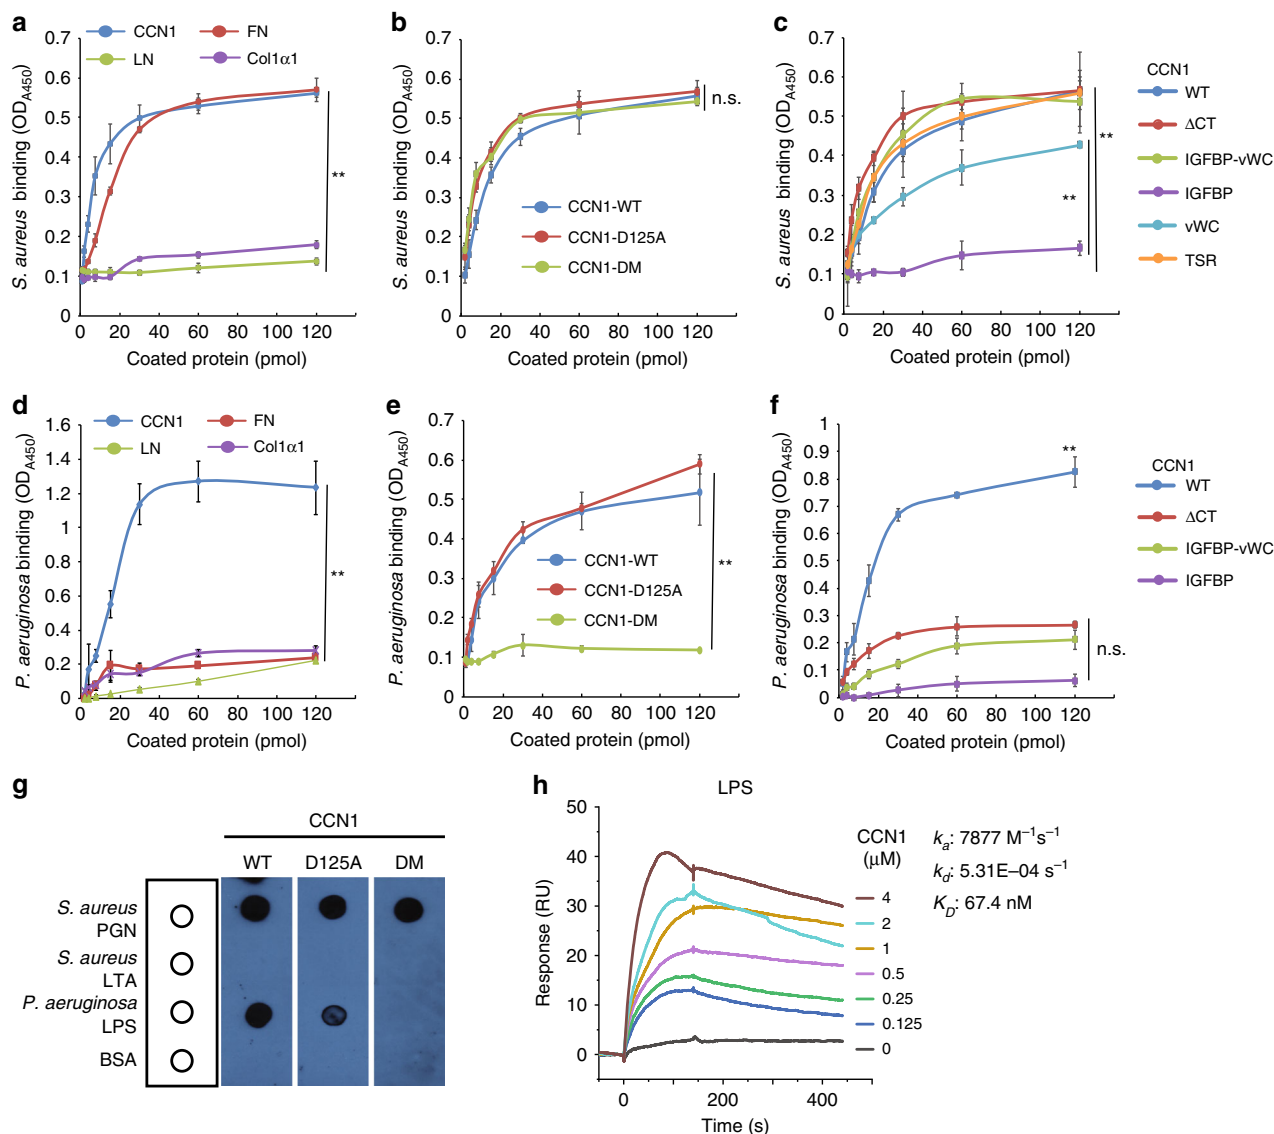 a
S. aureus binding (OD_A450)
0.7
0.6
0.5
0.4
0.3
0.2
0.1
0
CCN1
FN
LN
Col1α1
**
0 20 40 60 80 100 120
Coated protein (pmol)
b
S. aureus binding (OD_A450)
0.7
0.6
0.5
0.4
0.3
0.2
0.1
0
n.s.
CCN1-WT
CCN1-D125A
CCN1-DM
0 20 40 60 80 100 120 140
Coated protein (pmol)
c
S. aureus binding (OD_A450)
0.7
0.6
0.5
0.4
0.3
0.2
0.1
0
**
**
0 20 40 60 80 100 120 140
Coated protein (pmol)
CCN1
WT
ΔCT
IGFBP-vWC
IGFBP
vWC
TSR
d
P. aeruginosa binding (OD_A450)
1.6
1.4
1.2
1
0.8
0.6
0.4
0.2
0
CCN1
FN
LN
Col1α1
**
0 20 40 60 80 100 120
Coated protein (pmol)
e
P. aeruginosa binding (OD_A450)
0.7
0.6
0.5
0.4
0.3
0.2
0.1
0
CCN1-WT
CCN1-D125A
CCN1-DM
**
0 20 40 60 80 100 120 140
Coated protein (pmol)
f
P. aeruginosa binding (OD_A450)
1
0.9
0.8
0.7
0.6
0.5
0.4
0.3
0.2
0.1
0
**
n.s.
0 20 40 60 80 100 120 140
Coated protein (pmol)
CCN1
WT
ΔCT
IGFBP-vWC
IGFBP
g
CCN1
WT D125A DM
S. aureus
PGN
S. aureus
LTA
P. aeruginosa
LPS
BSA
h
LPS
Response (RU)
50
40
30
20
10
0
0 200 400
Time (s)
CCN1
(μM)
4
2
1
0.5
0.25
0.125
0
k_a: 7877 M⁻¹s⁻¹
k_d: 5.31E–04 s⁻¹
K_D: 67.4 nM